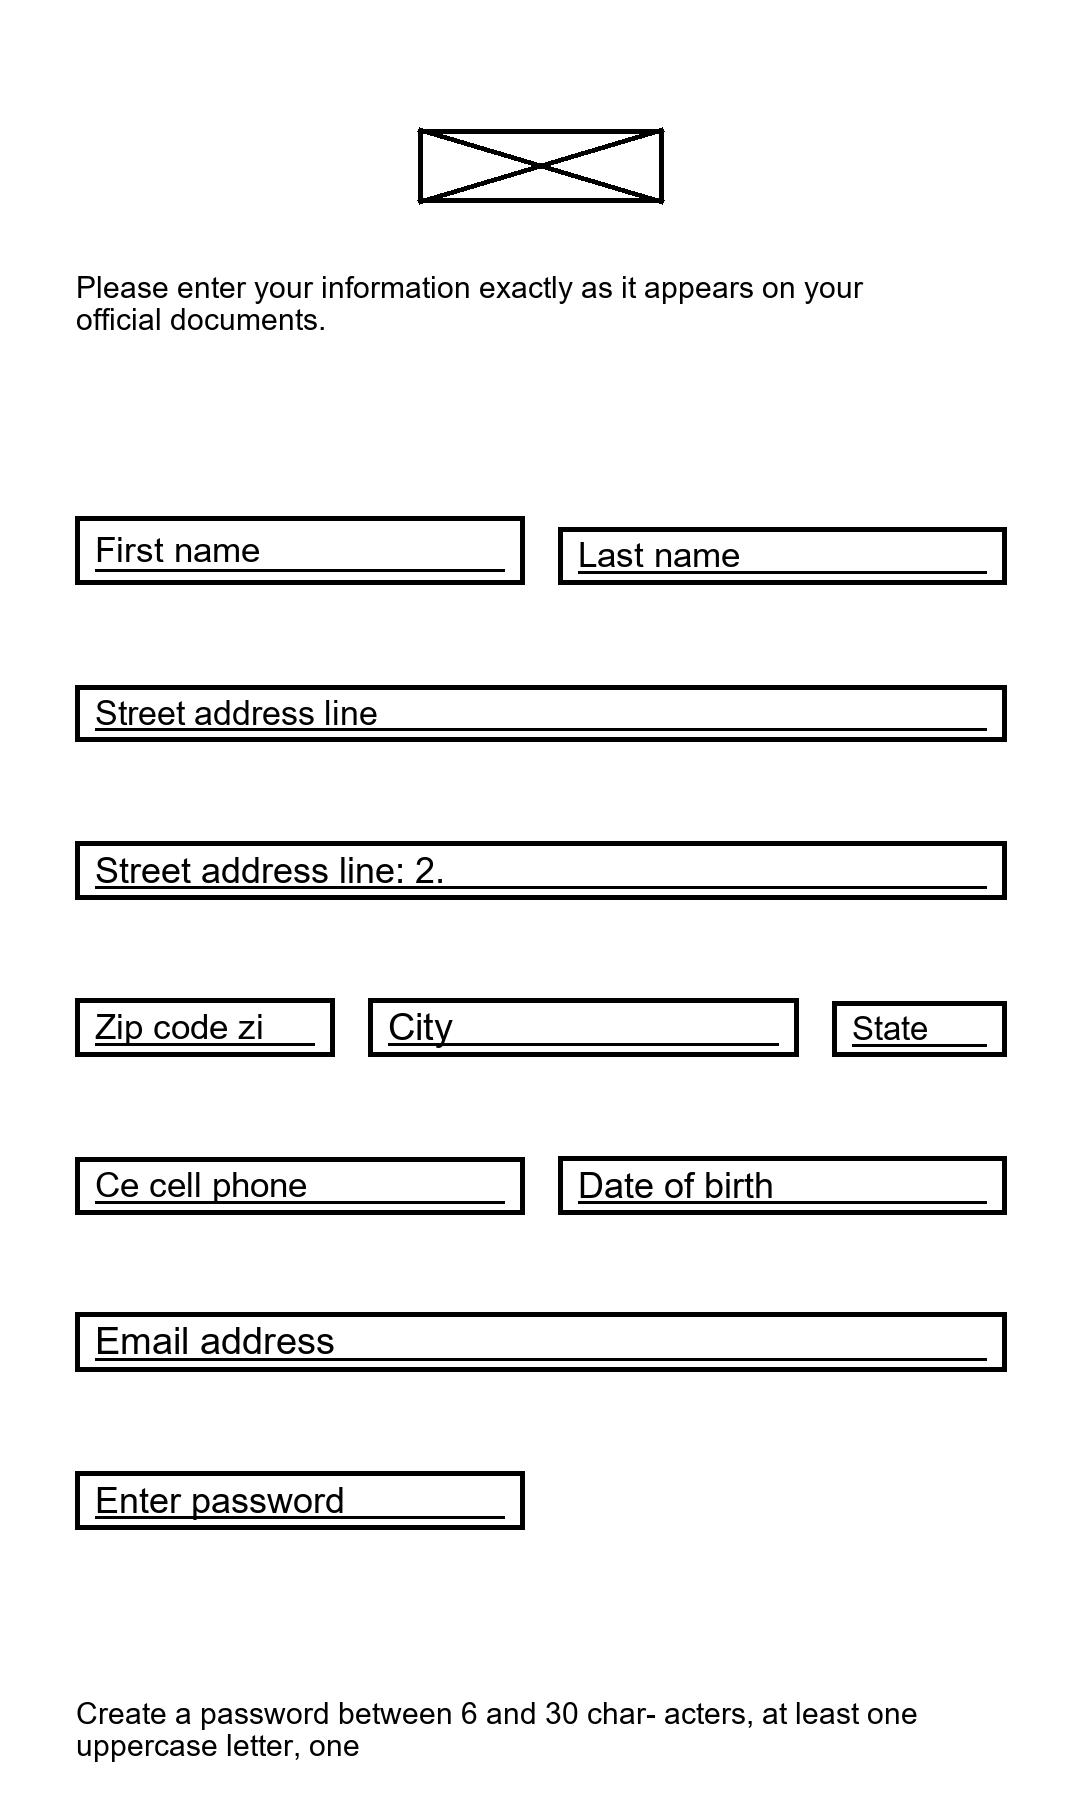 Please enter your information exactly as it appears on your
official documents.
First name
Last name
Street address line
Street address line: 2.
Zip code zi
City
State
Ce cell phone
Date of birth
Email address
Enter password
Create a password between 6 and 30 char- acters, at least one
uppercase letter, one